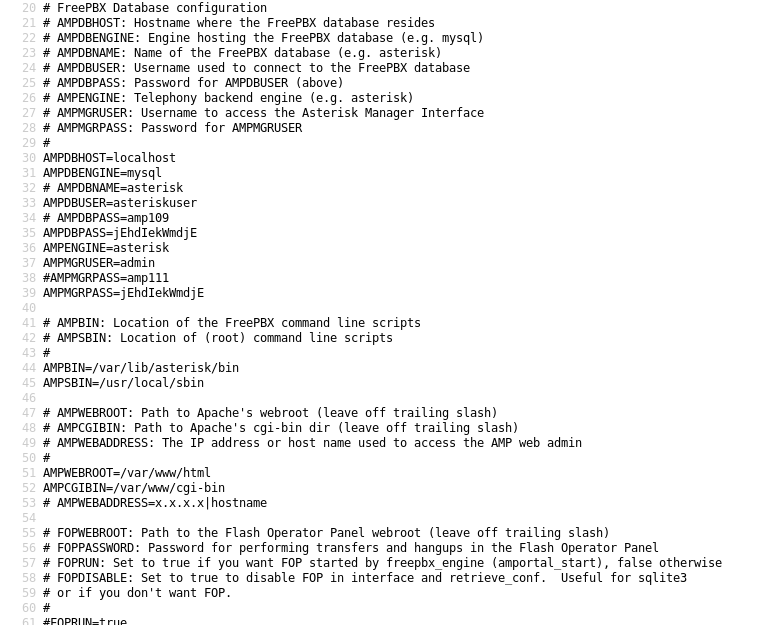 20 # FreePBX Database configuration
21 # AMPDBHOST: Hostname where the FreePBX database resides
22 # AMPDBENGINE: Engine hosting the FreePBX database (e.g. mysql)
23 # AMPDBNAME: Name of the FreePBX database (e.g. asterisk)
24 # AMPDBUSER: Username used to connect to the FreePBX database
25 # AMPDBPASS: Password for AMPDBUSER (above)
26 # AMPENGINE: Telephony backend engine (e.g. asterisk)
27 # AMPMGRUSER: Username to access the Asterisk Manager Interface
28 # AMPMGRPASS: Password for AMPMGRUSER
29 #
30 AMPDBHOST=localhost
31 AMPDBENGINE=mysql
32 # AMPDBNAME=asterisk
33 AMPDBUSER=asteriskuser
34 # AMPDBPASS=amp109
35 AMPDBPASS=jEhdIekWmdjE
36 AMPENGINE=asterisk
37 AMPMGRUSER=admin
38 #AMPMGRPASS=amp111
39 AMPMGRPASS=jEhdIekWmdjE
40
41 # AMPBIN: Location of the FreePBX command line scripts
42 # AMPSBIN: Location of (root) command line scripts
43 #
44 AMPBIN=/var/lib/asterisk/bin
45 AMPSBIN=/usr/local/sbin
46
47 # AMPWEBROOT: Path to Apache's webroot (leave off trailing slash)
48 # AMPCGIBIN: Path to Apache's cgi-bin dir (leave off trailing slash)
49 # AMPWEBADDRESS: The IP address or host name used to access the AMP web admin
50 #
51 AMPWEBROOT=/var/www/html
52 AMPCGIBIN=/var/www/cgi-bin
53 # AMPWEBADDRESS=x.x.x.x|hostname
54
55 # FOPWEBROOT: Path to the Flash Operator Panel webroot (leave off trailing slash)
56 # FOPPASSWORD: Password for performing transfers and hangups in the Flash Operator Panel
57 # FOPRUN: Set to true if you want FOP started by freepbx_engine (amportal_start), false otherwise
58 # FOPDISABLE: Set to true to disable FOP in interface and retrieve_conf.  Useful for sqlite3
59 # or if you don't want FOP.
60 #
61 #FOPRUN=true